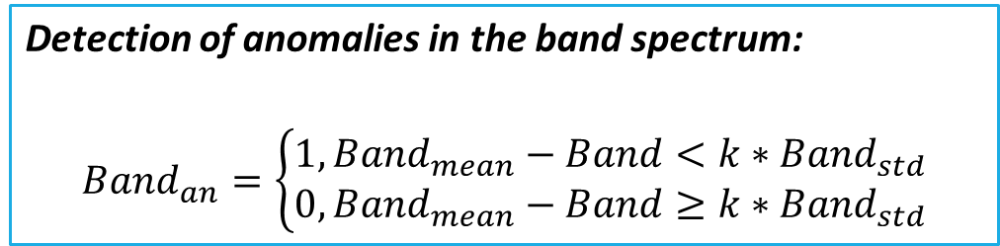 Detection of anomalies in the band spectrum:
Band_an = {1, Band_mean − Band < k ∗ Band_std
0, Band_mean − Band ≥ k ∗ Band_std